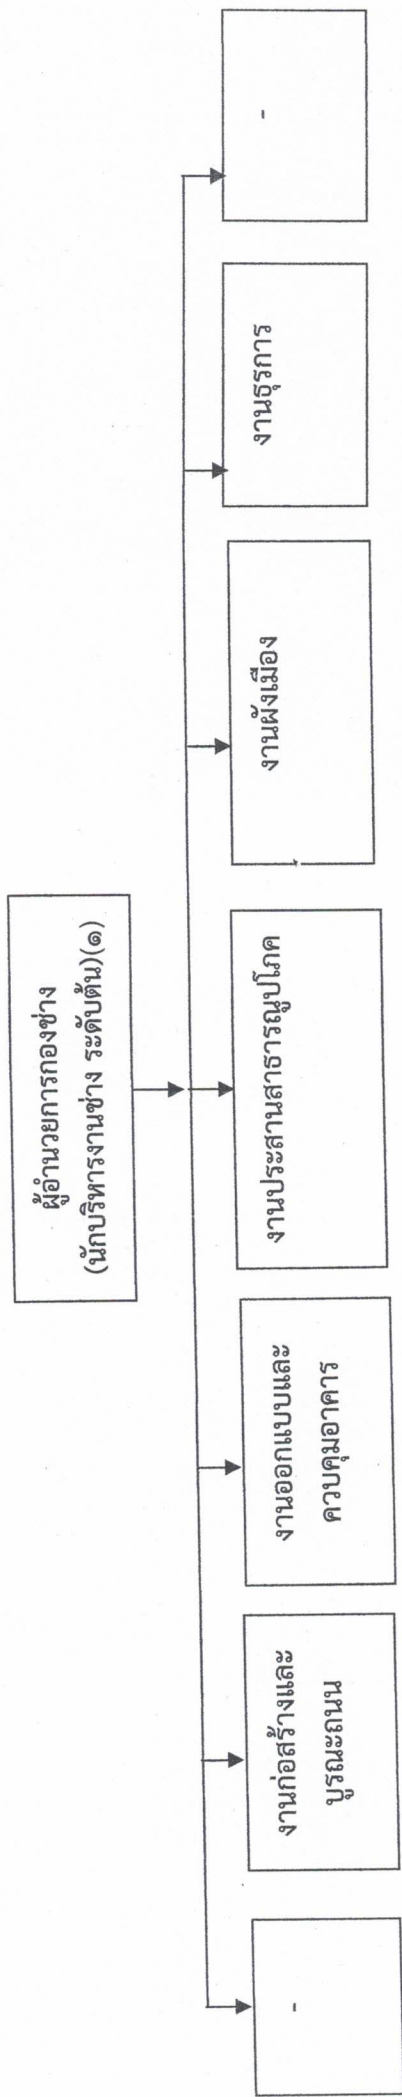 ผู้อำนวยการกองช่าง
(นักบริหารงานช่าง ระดับต้น)(๑)
-
งานก่อสร้างและ
บูรณะถนน
งานออกแบบและ
ควบคุมอาคาร
งานประสานสาธารณูปโภค
งานผังเมือง
งานธุรการ
-